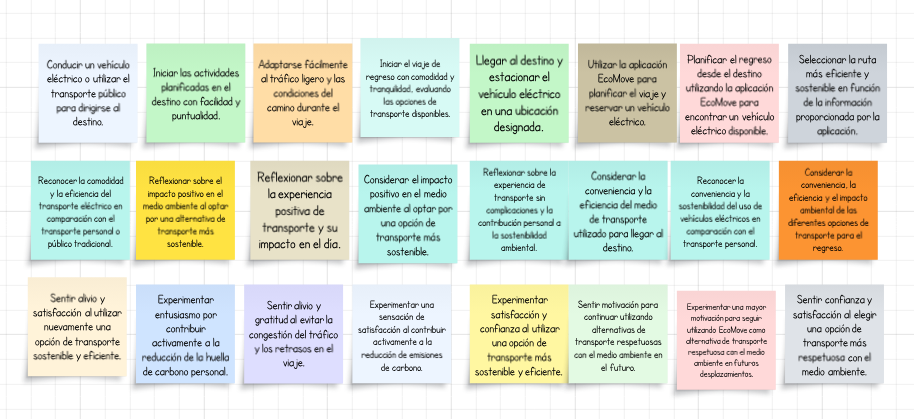 Conducir un vehículo
eléctrico o utilizar el
transporte público
para dirigirse al
destino.
Iniciar las actividades
planificadas en el
destino con facilidad y
puntualidad.
Adaptarse fácilmente
al tráfico ligero y las
condiciones del
camino durante el
viaje.
Iniciar el viaje de
regreso con comodidad y
tranquilidad, evaluando
las opciones de
transporte disponibles.
Llegar al destino y
estacionar el
vehículo eléctrico
en una ubicación
designada.
Utilizar la aplicación
EcoMove para
planificar el viaje y
reservar un vehículo
eléctrico.
Planificar el regreso
desde el destino
utilizando la aplicación
EcoMove para
encontrar un vehículo
eléctrico disponible.
Seleccionar la ruta
más eficiente y
sostenible en función
de la información
proporcionada por la
aplicación.
Reconocer la comodidad
y la eficiencia del
transporte eléctrico en
comparación con el
transporte personal o
público tradicional.
Reflexionar sobre el
impacto positivo en el
medio ambiente al optar
por una alternativa de
transporte más
sostenible.
Reflexionar sobre
la experiencia
positiva de
transporte y su
impacto en el día.
Considerar el impacto
positivo en el medio
ambiente al optar por
una opción de
transporte más
sostenible.
Reflexionar sobre la
experiencia de
transporte sin
complicaciones y la
contribución personal a
la sostenibilidad
ambiental.
Considerar la
conveniencia y la
eficiencia del medio
de transporte
utilizado para llegar al
destino.
Reconocer la
conveniencia y la
sostenibilidad del uso de
vehículos eléctricos en
comparación con el
transporte personal.
Considerar la
conveniencia, la
eficiencia y el impacto
ambiental de las
diferentes opciones de
transporte para el
regreso.
Sentir alivio y
satisfacción al utilizar
nuevamente una
opción de transporte
sostenible y eficiente.
Experimentar
entusiasmo por
contribuir
activamente a la
reducción de la huella
de carbono personal.
Sentir alivio y
gratitud al evitar la
congestión del tráfico
y los retrasos en el
viaje.
Experimentar una
sensación de
satisfacción al contribuir
activamente a la
reducción de emisiones
de carbono.
Experimentar
satisfacción y
confianza al utilizar
una opción de
transporte más
sostenible y eficiente.
Sentir motivación para
continuar utilizando
alternativas de
transporte respetuosas
con el medio ambiente en
el futuro.
Experimentar una mayor
motivación para seguir
utilizando EcoMove como
alternativa de transporte
respetuosa con el medio
ambiente en futuros
desplazamientos.
Sentir confianza y
satisfacción al elegir
una opción de
transporte más
respetuosa con el
medio ambiente.